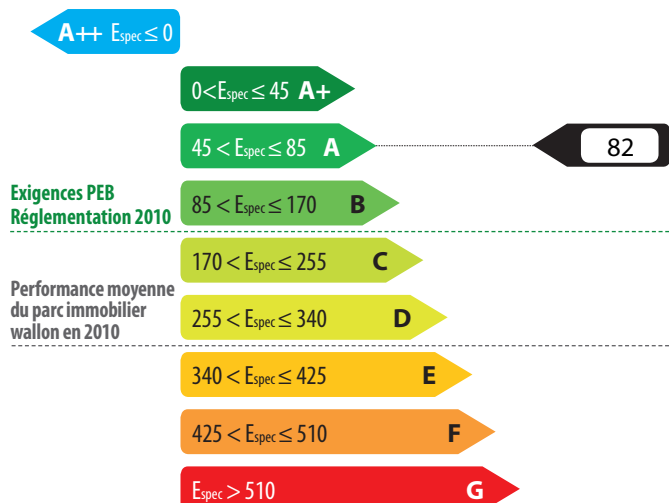 A++ Espec ≤ 0
0<Espec ≤ 45 A+
45 < Espec ≤ 85 A
82
Exigences PEB
Réglementation 2010
85 < Espec ≤ 170 B
170 < Espec ≤ 255 C
Performance moyenne
du parc immobilier
wallon en 2010
255 < Espec ≤ 340 D
340 < Espec ≤ 425 E
425 < Espec ≤ 510 F
Espec > 510 G